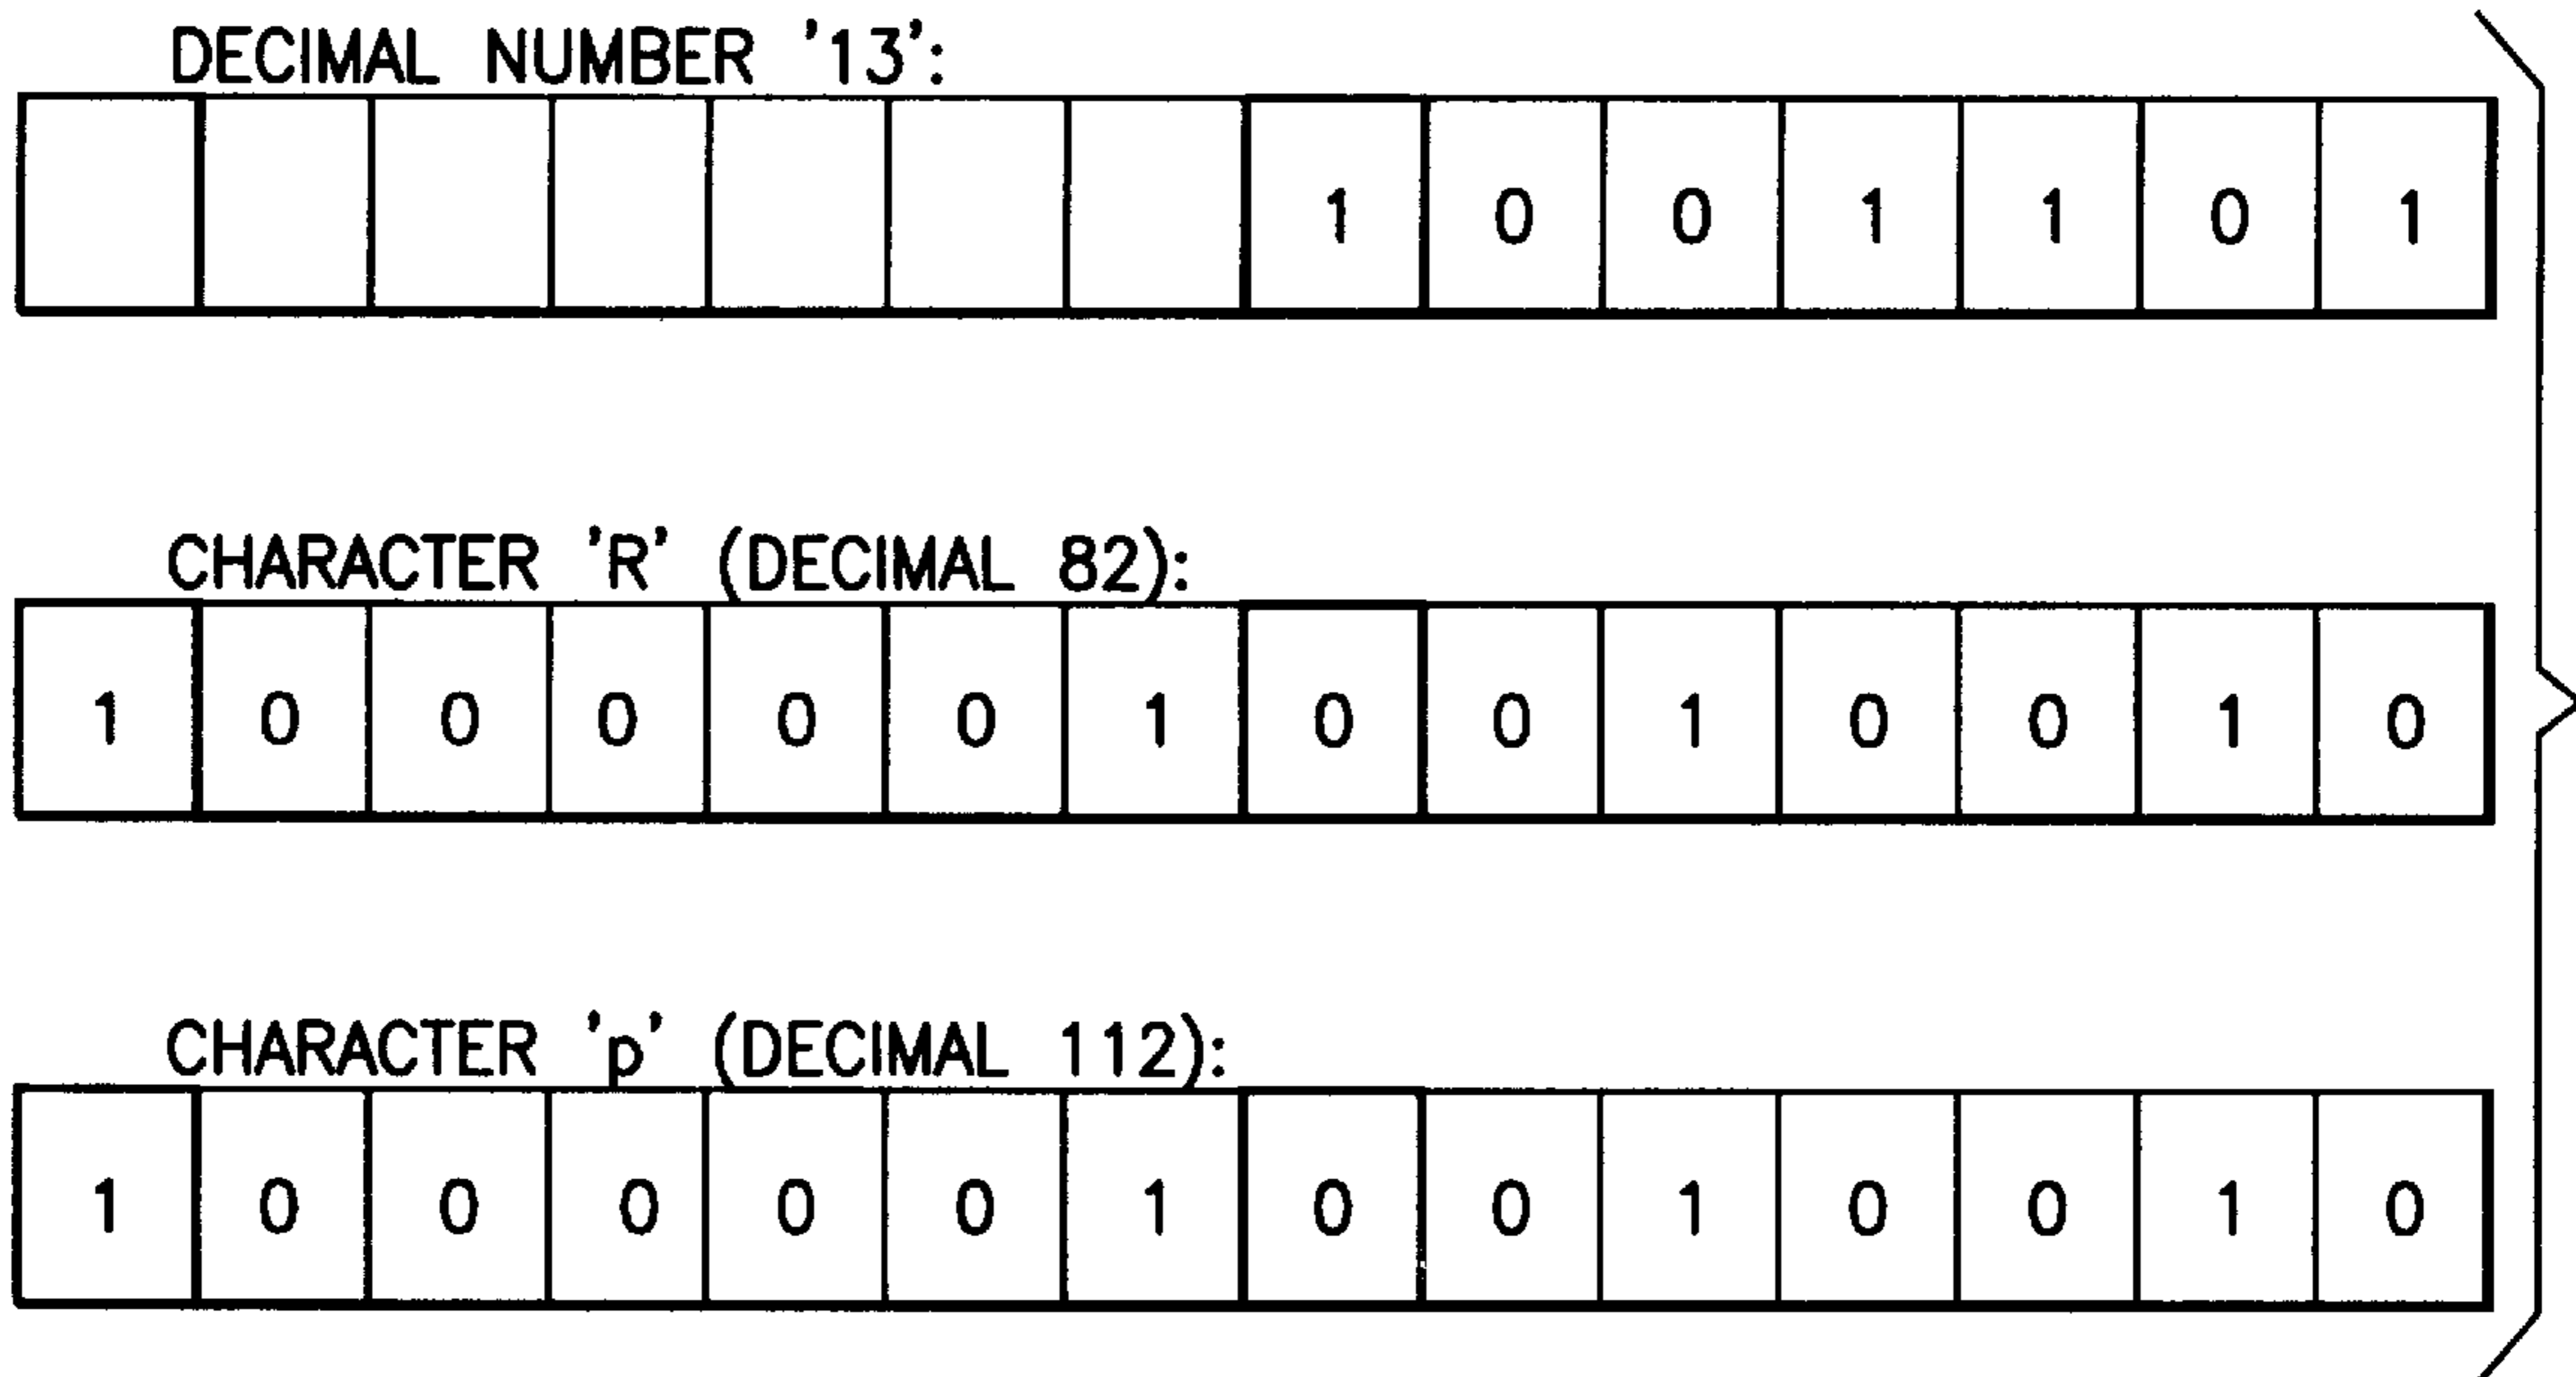 DECIMAL NUMBER '13':
1 0 0 1 1 0 1
CHARACTER 'R' (DECIMAL 82):
1 0 0 0 0 0 1 0 0 1 0 0 1 0
CHARACTER 'p' (DECIMAL 112):
1 0 0 0 0 0 1 0 0 1 0 0 1 0